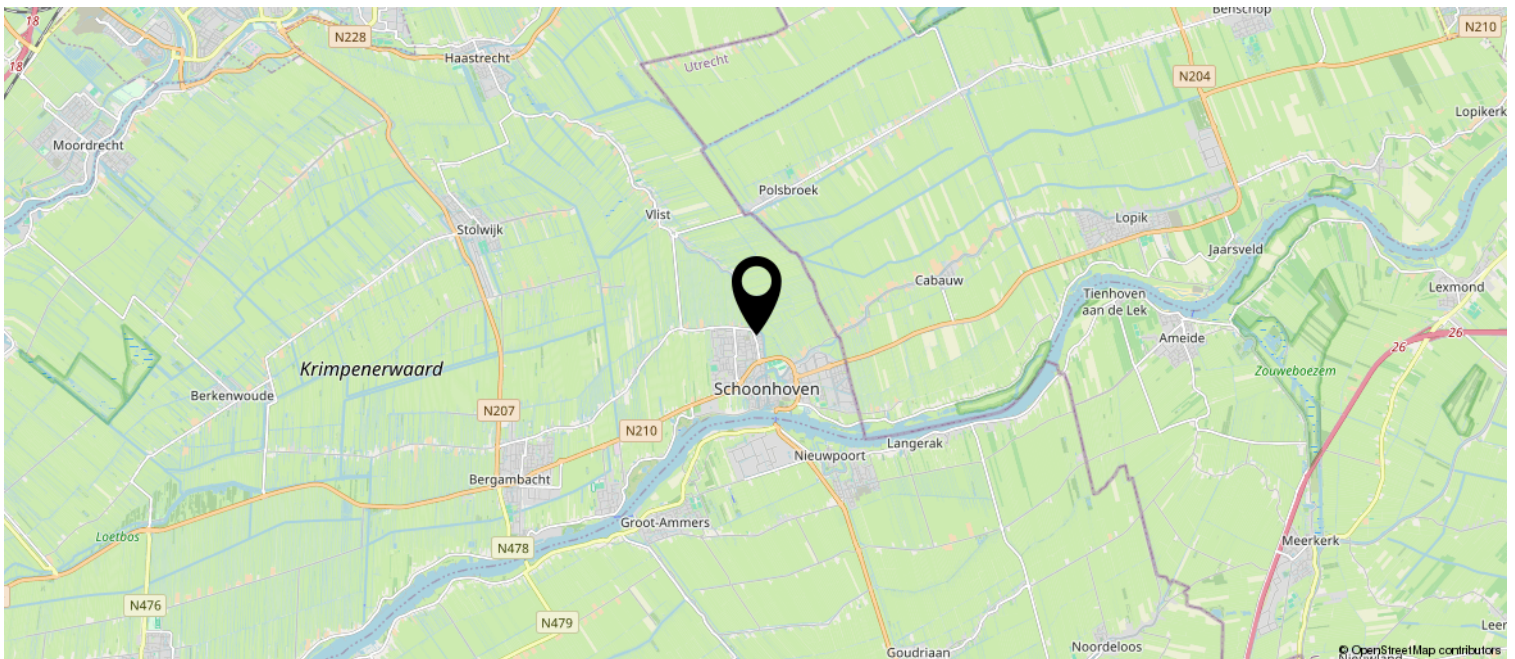 18
N228
Benschop
N210
Haastrecht
Utrecht
18
N204
Lopikerk
Moordrecht
Polsbroek
Vlist
Lopik
Stolwijk
Jaarsveld
Cabauw
Tienhoven
aan de Lek
Lexmond
26
Ameide
26
Krimpenerwaard
Zouweboezem
Berkenwoude
Schoonhoven
N207
N210
Langerak
Nieuwpoort
Bergambacht
Groot-Ammers
Loetbos
Meerkerk
N478
N476
N479
Leer
Noordeloos
Goudriaan
© OpenStreetMap contributors